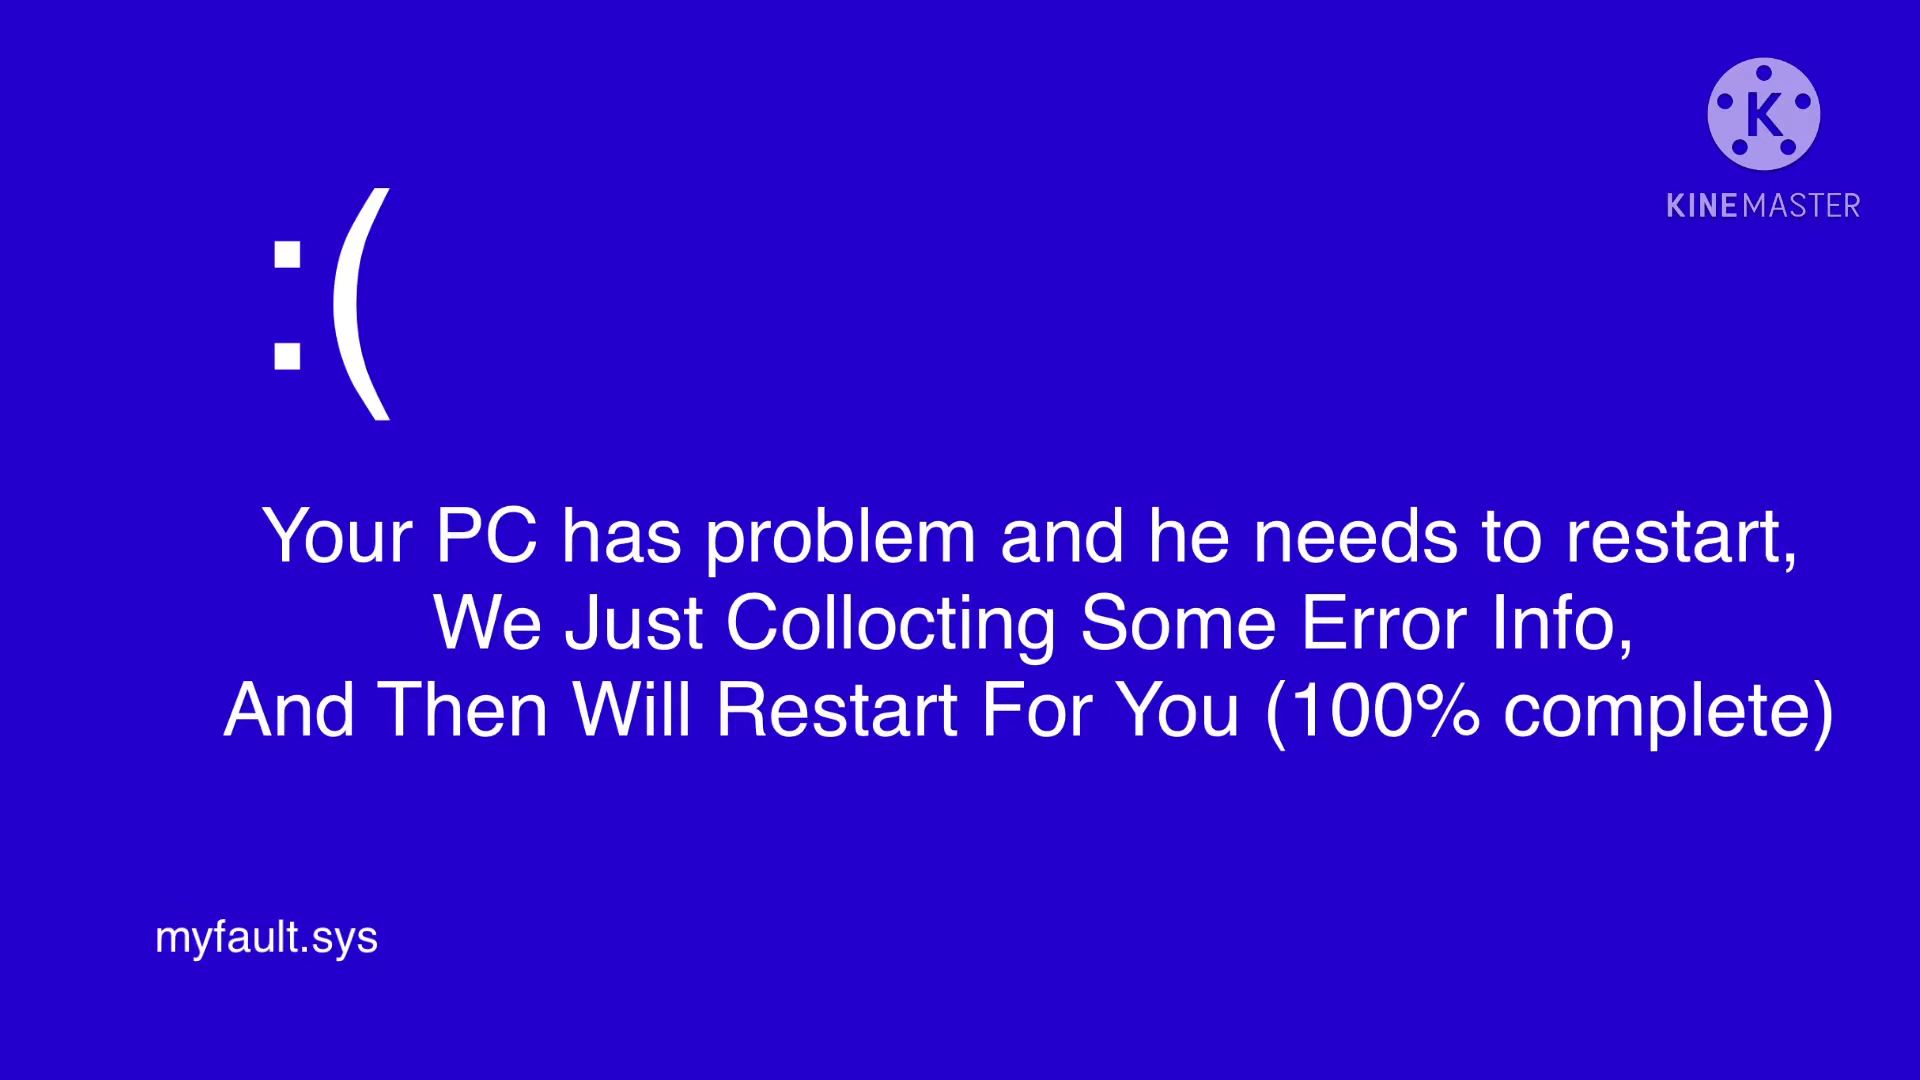 K
KINEMASTER
:(
Your PC has problem and he needs to restart,
We Just Collocting Some Error Info,
And Then Will Restart For You (100% complete)
myfault.sys